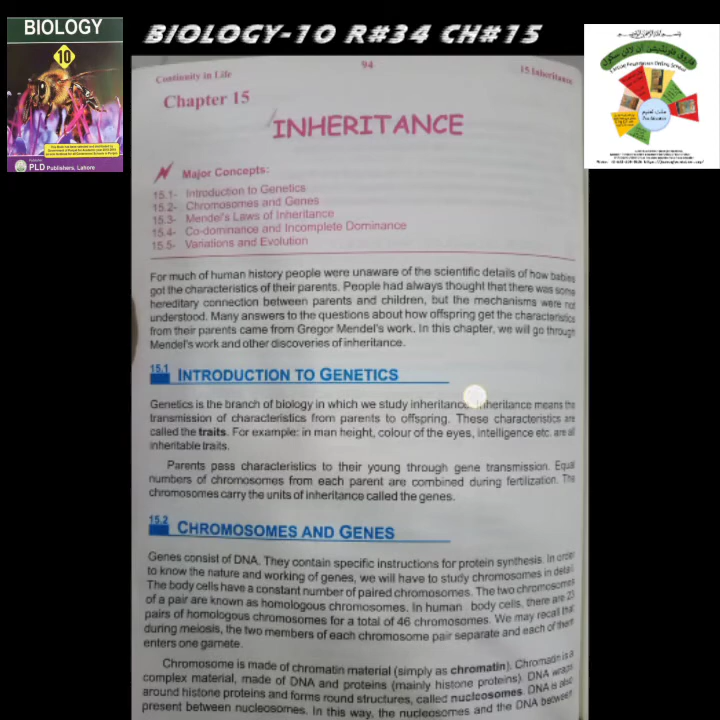 BIOLOGY
10
PLD Publishers, Lahore
BIOLOGY-10 R#34 CH#15
Continuity in Life
94
15 Inheritance
Chapter 15
INHERITANCE
Major Concepts:
15.1- Introduction to Genetics
15.2- Chromosomes and Genes
15.3- Mendel's Laws of Inheritance
15.4- Co-dominance and Incomplete Dominance
15.5- Variations and Evolution
For much of human history people were unaware of the scientific details of how babies
got the characteristics of their parents. People had always thought that there was some
hereditary connection between parents and children, but the mechanisms were not
understood. Many answers to the questions about how offspring get the characteristics
from their parents came from Gregor Mendel's work. In this chapter, we will go through
Mendel's work and other discoveries of inheritance.
15.1 INTRODUCTION TO GENETICS
Genetics is the branch of biology in which we study inheritance. Inheritance means the
transmission of characteristics from parents to offspring. These characteristics are
called the traits. For example: in man height, colour of the eyes, intelligence etc. are all
inheritable traits.
Parents pass characteristics to their young through gene transmission. Equal
numbers of chromosomes from each parent are combined during fertilization. The
chromosomes carry the units of inheritance called the genes.
15.2 CHROMOSOMES AND GENES
Genes consist of DNA. They contain specific instructions for protein synthesis. In order
to know the nature and working of genes, we will have to study chromosomes in detail.
The body cells have a constant number of paired chromosomes. The two chromosomes
of a pair are known as homologous chromosomes. In human body cells, there are 23
pairs of homologous chromosomes for a total of 46 chromosomes. We may recall that
during meiosis, the two members of each chromosome pair separate and each of them
enters one gamete.
Chromosome is made of chromatin material (simply as chromatin). Chromatin is a
complex material, made of DNA and proteins (mainly histone proteins). DNA wraps
around histone proteins and forms round structures, called nucleosomes. DNA is also
present between nucleosomes. In this way, the nucleosomes and the DNA between